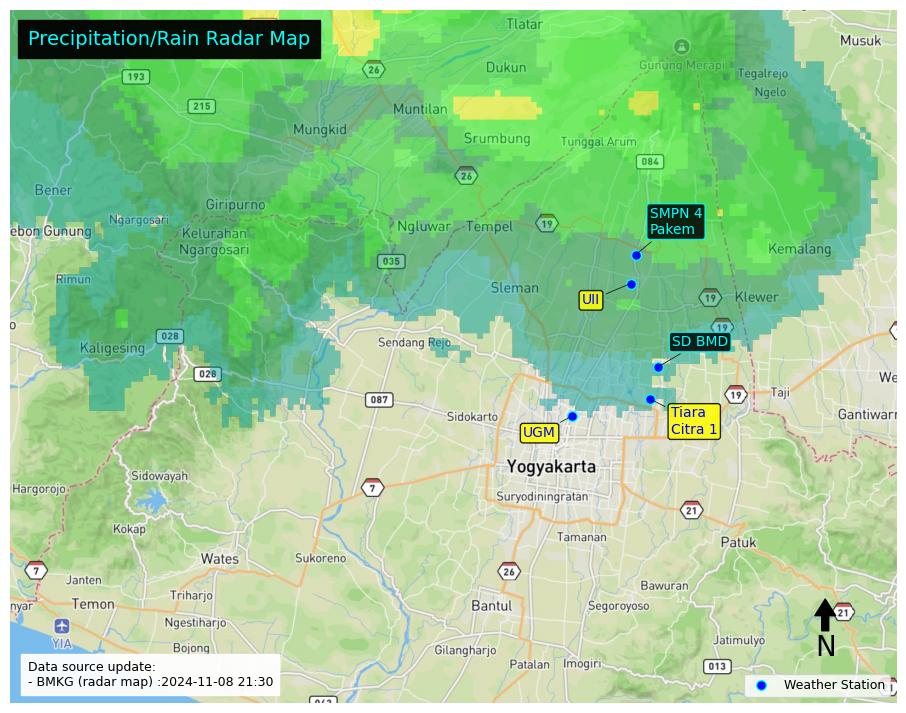 Precipitation/Rain Radar Map
Tlatar
Musuk
Gunung Merapi
26
Dukun
Tegalrejo
193
Ngelo
215
Muntilan
Mungkid
Srumbung
Tunggal Arum
084
26
Bener
Giripurno
SMPN 4
Pakem
Ngargosari
Ngluwar
Tempel
19
ebon Gunung
Kelurahan
Ngargosari
Kemalang
035
Rimun
Sleman
UII
19
Klewer
19
028
Sendang Rejo
SD BMD
Kaligesing
028
We
087
19
Taji
Sidokarto
Tiara
Citra 1
Gantiwarn
UGM
Yogyakarta
Sidowayah
Hargorojo
7
Suryodiningratan
21
Kokap
Tamanan
Patuk
Wates
Sukoreno
7
26
Janten
Bawuran
Triharjo
nyar
Temon
Bantul
Segoroyoso
21
Ngestiharjo
YIA
Jatimulyo
Bojong
Gilangharjo
N
Patalan
Imogiri
013
Data source update:
- BMKG (radar map) :2024-11-08 21:30
Weather Station